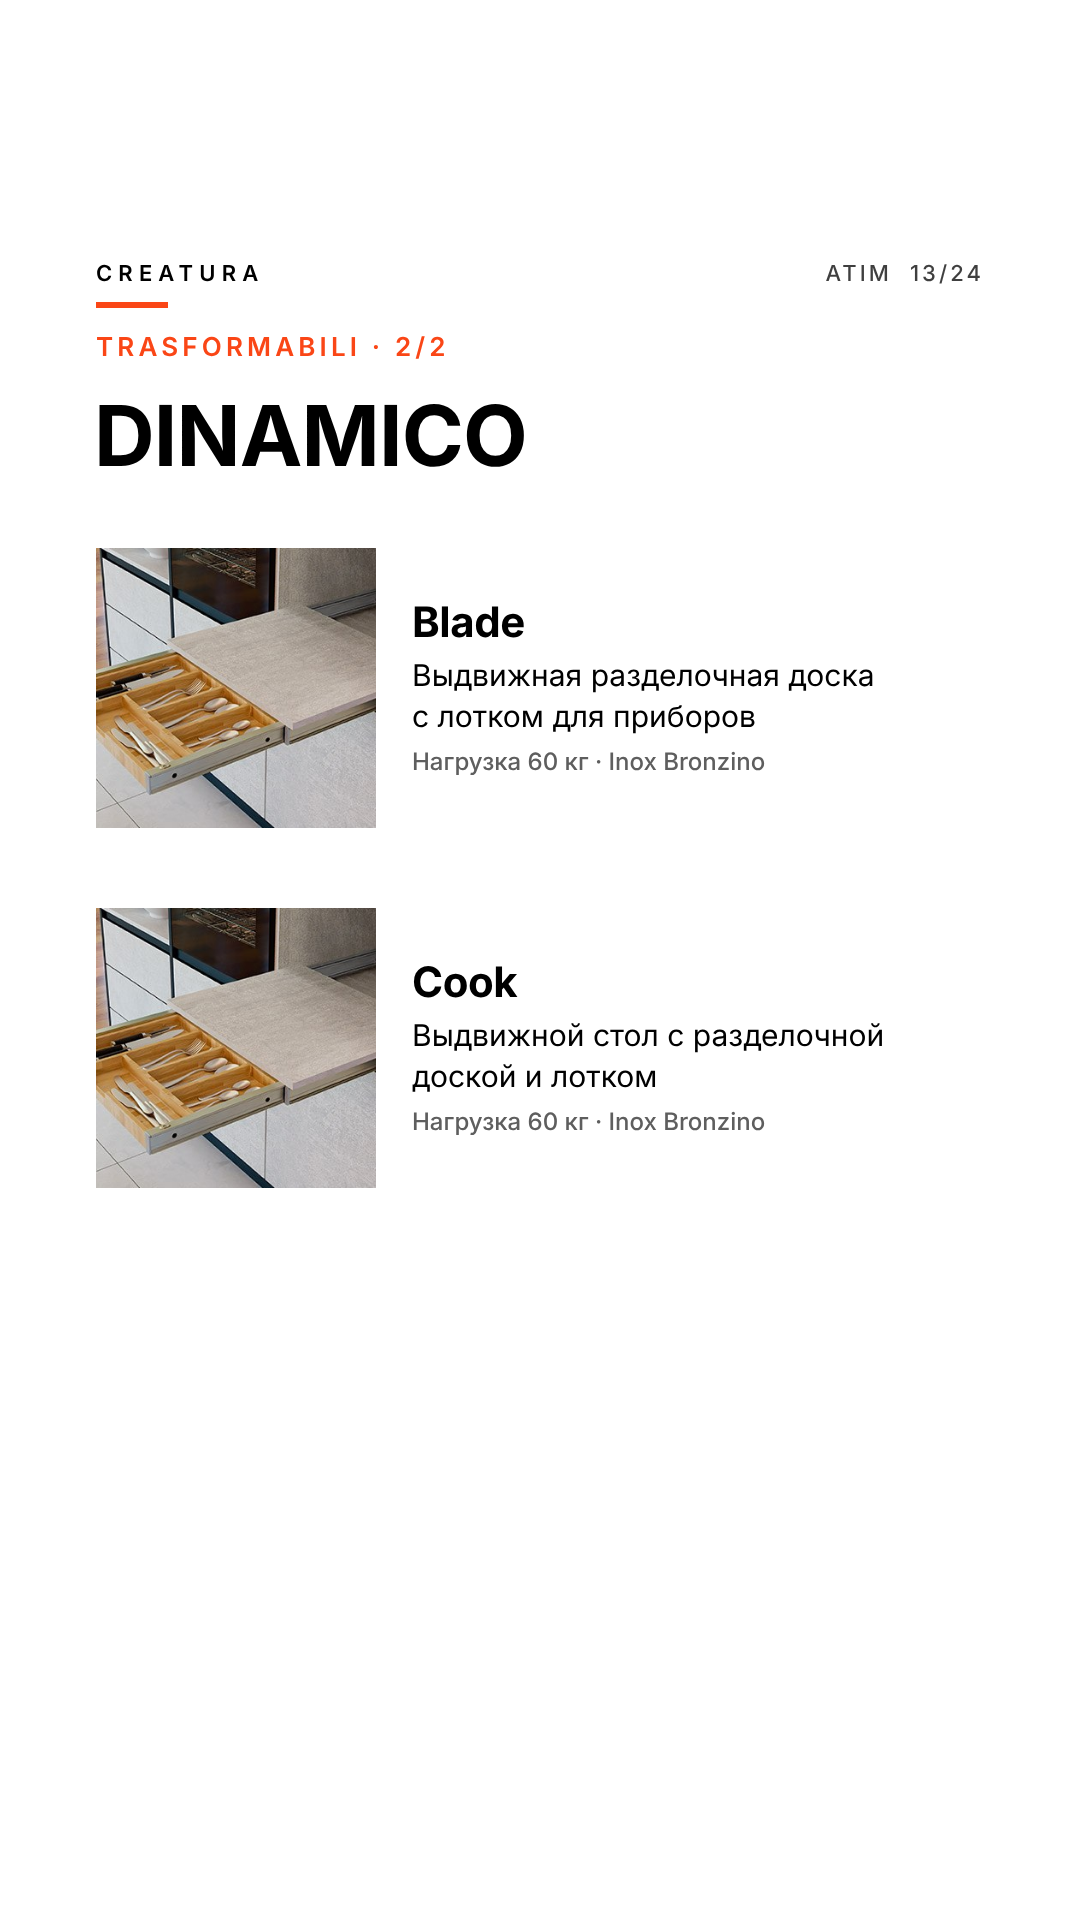 CREATURA
ATIM 13/24
TRASFORMABILI · 2/2
DINAMICO
Blade
Выдвижная разделочная доска
с лотком для приборов
Нагрузка 60 кг · Inox Bronzino
Cook
Выдвижной стол с разделочной
доской и лотком
Нагрузка 60 кг · Inox Bronzino